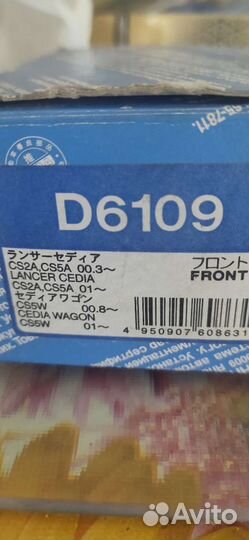 35-7811.
D6109
ランサーセディア
CS2A,CS5A 00.3～
LANCER CEDIA
CS2A,CS5A 01～
セディアワゴン
CS5W 00.8～
CEDIA WAGON
CS5W 01～
フロント
FRONT
4 950907 608631
Avito